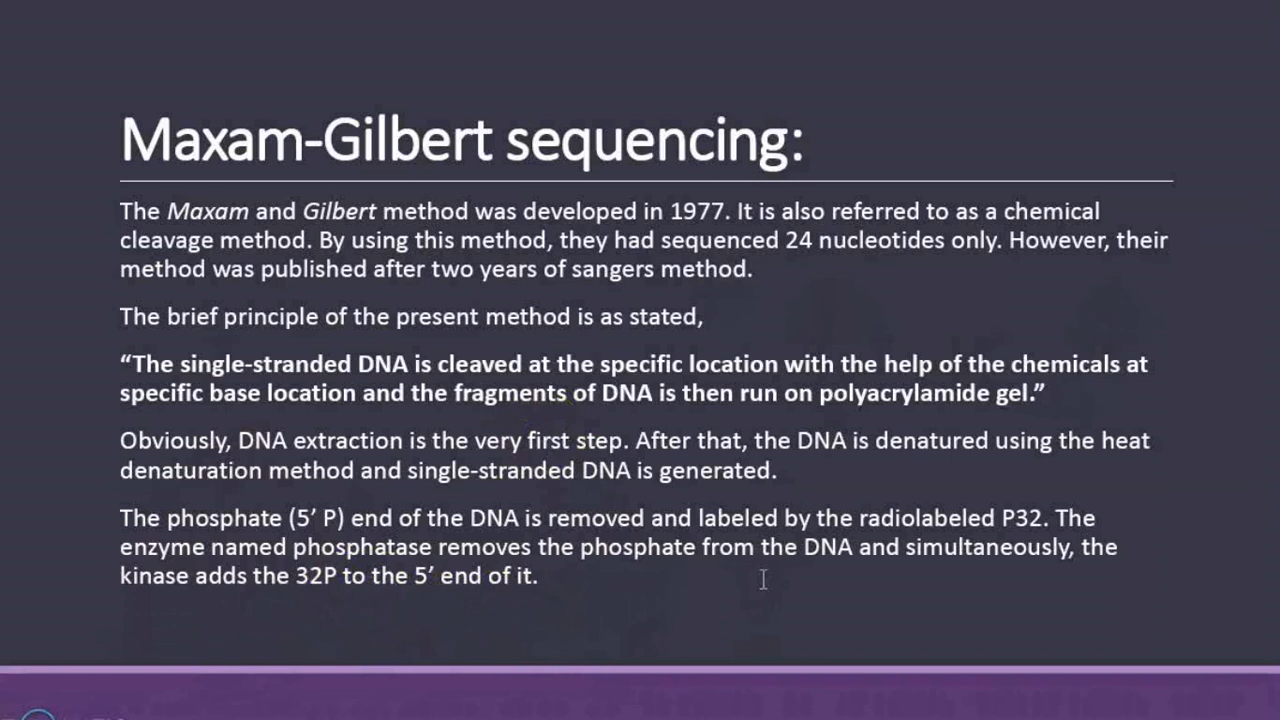 Maxam-Gilbert sequencing:
The Maxam and Gilbert method was developed in 1977. It is also referred to as a chemical
cleavage method. By using this method, they had sequenced 24 nucleotides only. However, their
method was published after two years of sangers method.
The brief principle of the present method is as stated,
“The single-stranded DNA is cleaved at the specific location with the help of the chemicals at
specific base location and the fragments of DNA is then run on polyacrylamide gel.”
Obviously, DNA extraction is the very first step. After that, the DNA is denatured using the heat
denaturation method and single-stranded DNA is generated.
The phosphate (5’ P) end of the DNA is removed and labeled by the radiolabeled P32. The
enzyme named phosphatase removes the phosphate from the DNA and simultaneously, the
kinase adds the 32P to the 5’ end of it.